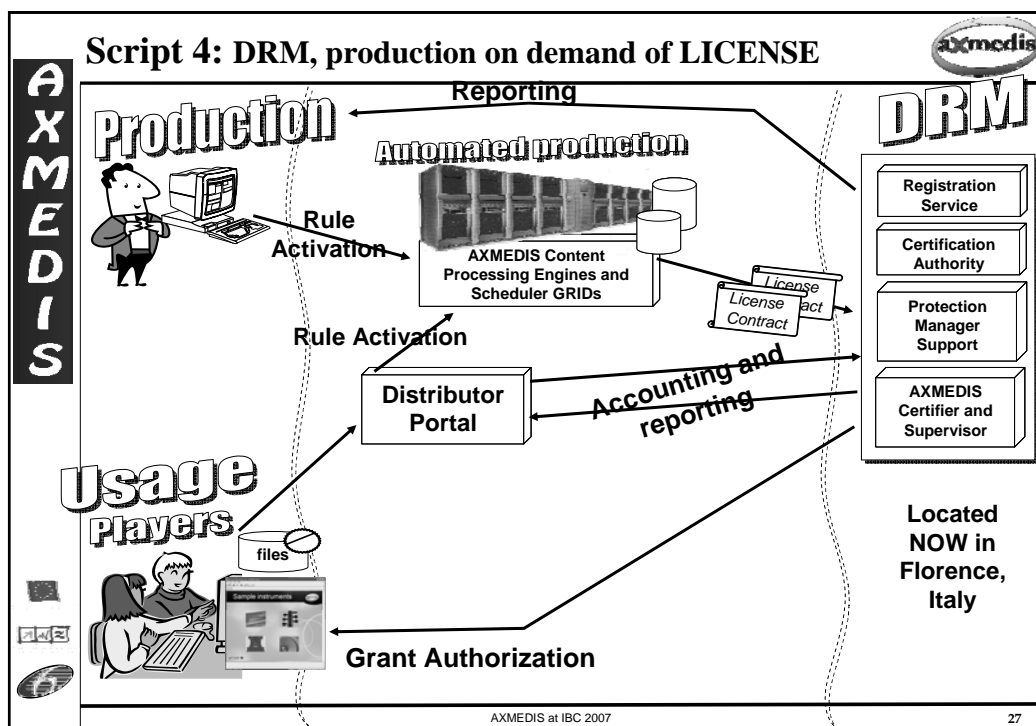 Script 4: DRM, production on demand of LICENSE
axmedis
AXMEDIS
Production
Reporting
DRM
Automated production
Rule
Activation
AXMEDIS Content
Processing Engines and
Scheduler GRIDs
License
Contract
License
act
Registration
Service
Certification
Authority
Protection
Manager
Support
AXMEDIS
Certifier and
Supervisor
Rule Activation
Distributor
Portal
Accounting and
reporting
Usage
Players
files
Sample instruments
Located
NOW in
Florence,
Italy
Grant Authorization
AXMEDIS at IBC 2007
27